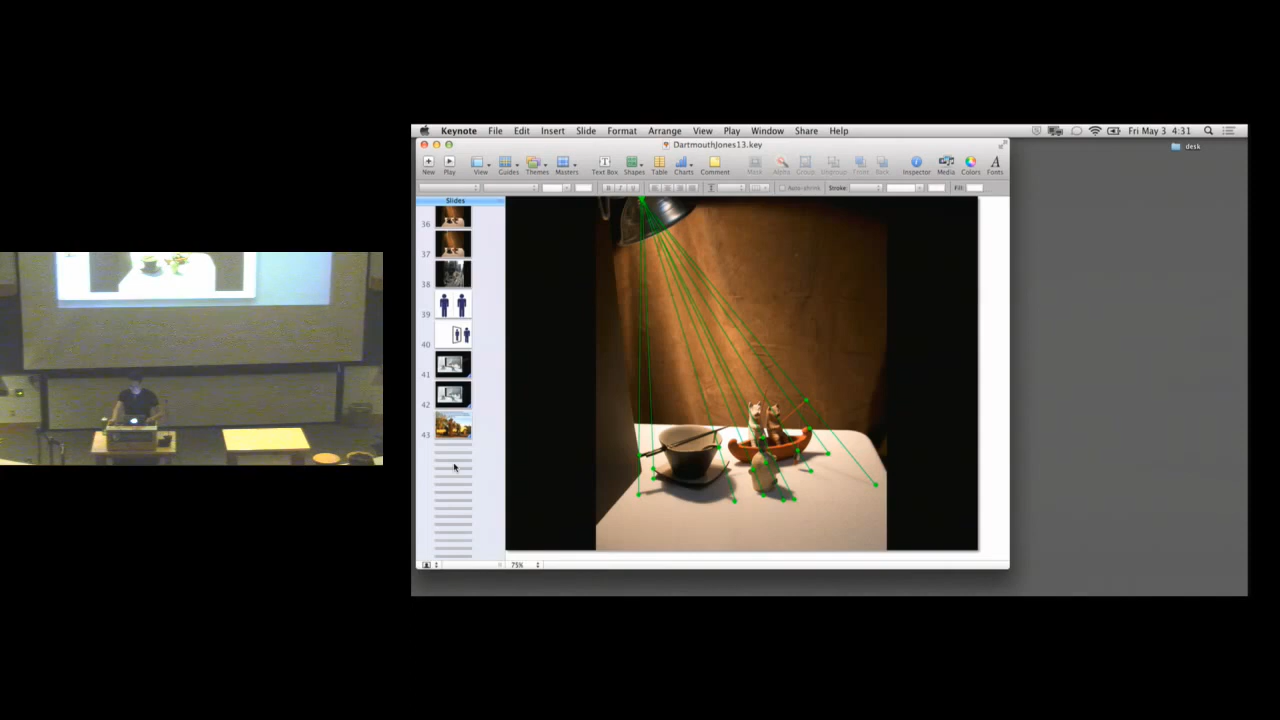 Keynote File Edit Insert Slide Format Arrange View Play Window Share Help Fri May 3 4:31
DartmouthJones13.key
desk
New Play View Guides Themes Masters Text Box Shapes Table Charts Comment Mask Alpha Group Ungroup Front Back Inspector Media Colors Fonts
B I U Auto-shrink Stroke: Fill:
Slides
36
37
38
39
40
41
42
43
75%